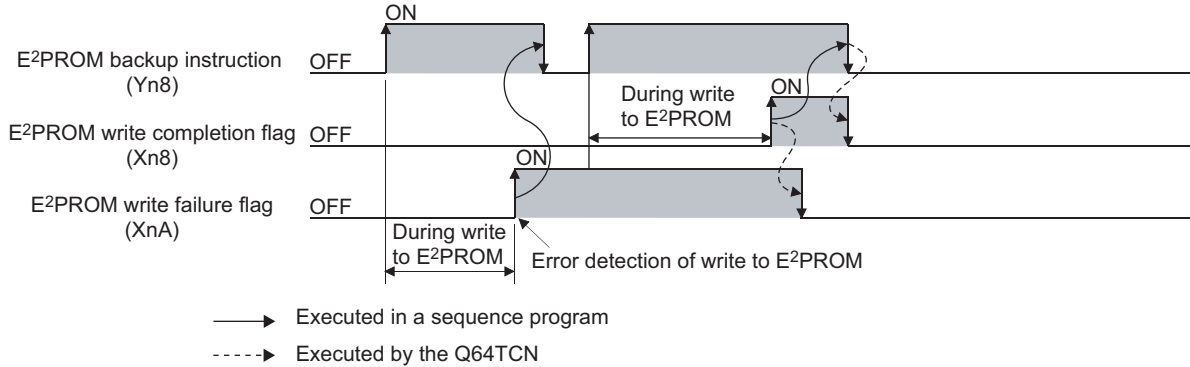 ON
E2PROM backup instruction OFF
(Yn8)
During write ON
to E2PROM
E2PROM write completion flag OFF
(Xn8)
ON
E2PROM write failure flag OFF
(XnA)
During write
to E2PROM
Error detection of write to E2PROM
Executed in a sequence program
Executed by the Q64TCN